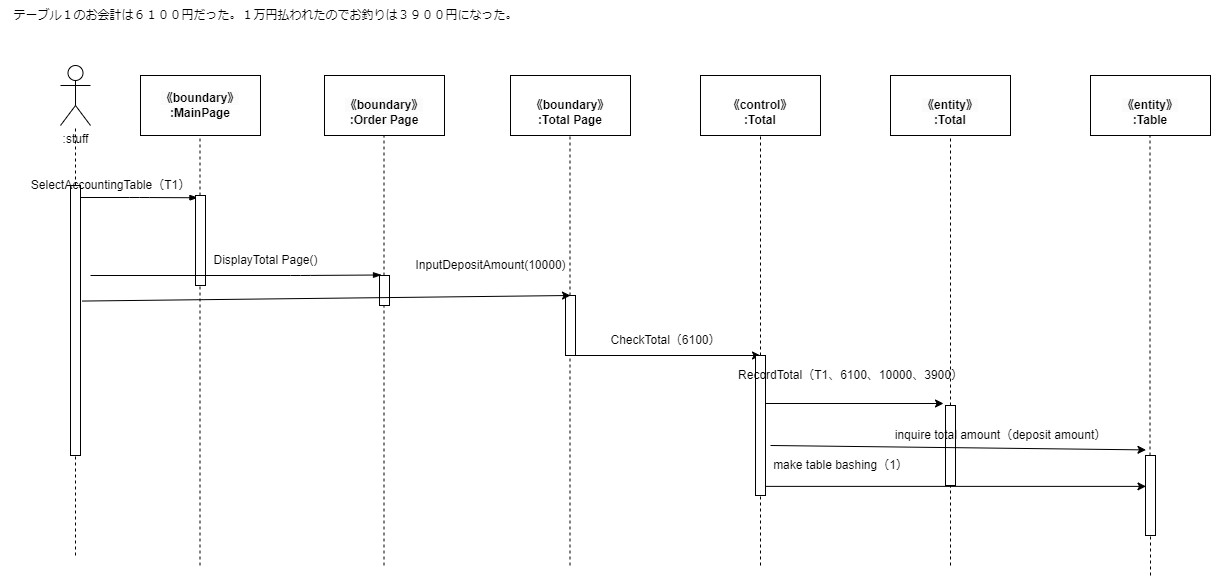 テーブル１のお会計は６１００円だった。１万円払われたのでお釣りは３９００円になった。
:stuff
《boundary》
:MainPage
《boundary》
:Order Page
《boundary》
:Total Page
《control》
:Total
《entity》
:Total
《entity》
:Table
SelectAccountingTable（T1）
DisplayTotal Page()
InputDepositAmount(10000)
CheckTotal（6100）
RecordTotal（T1、6100、10000、3900）
inquire total amount（deposit amount）
make table bashing（1）